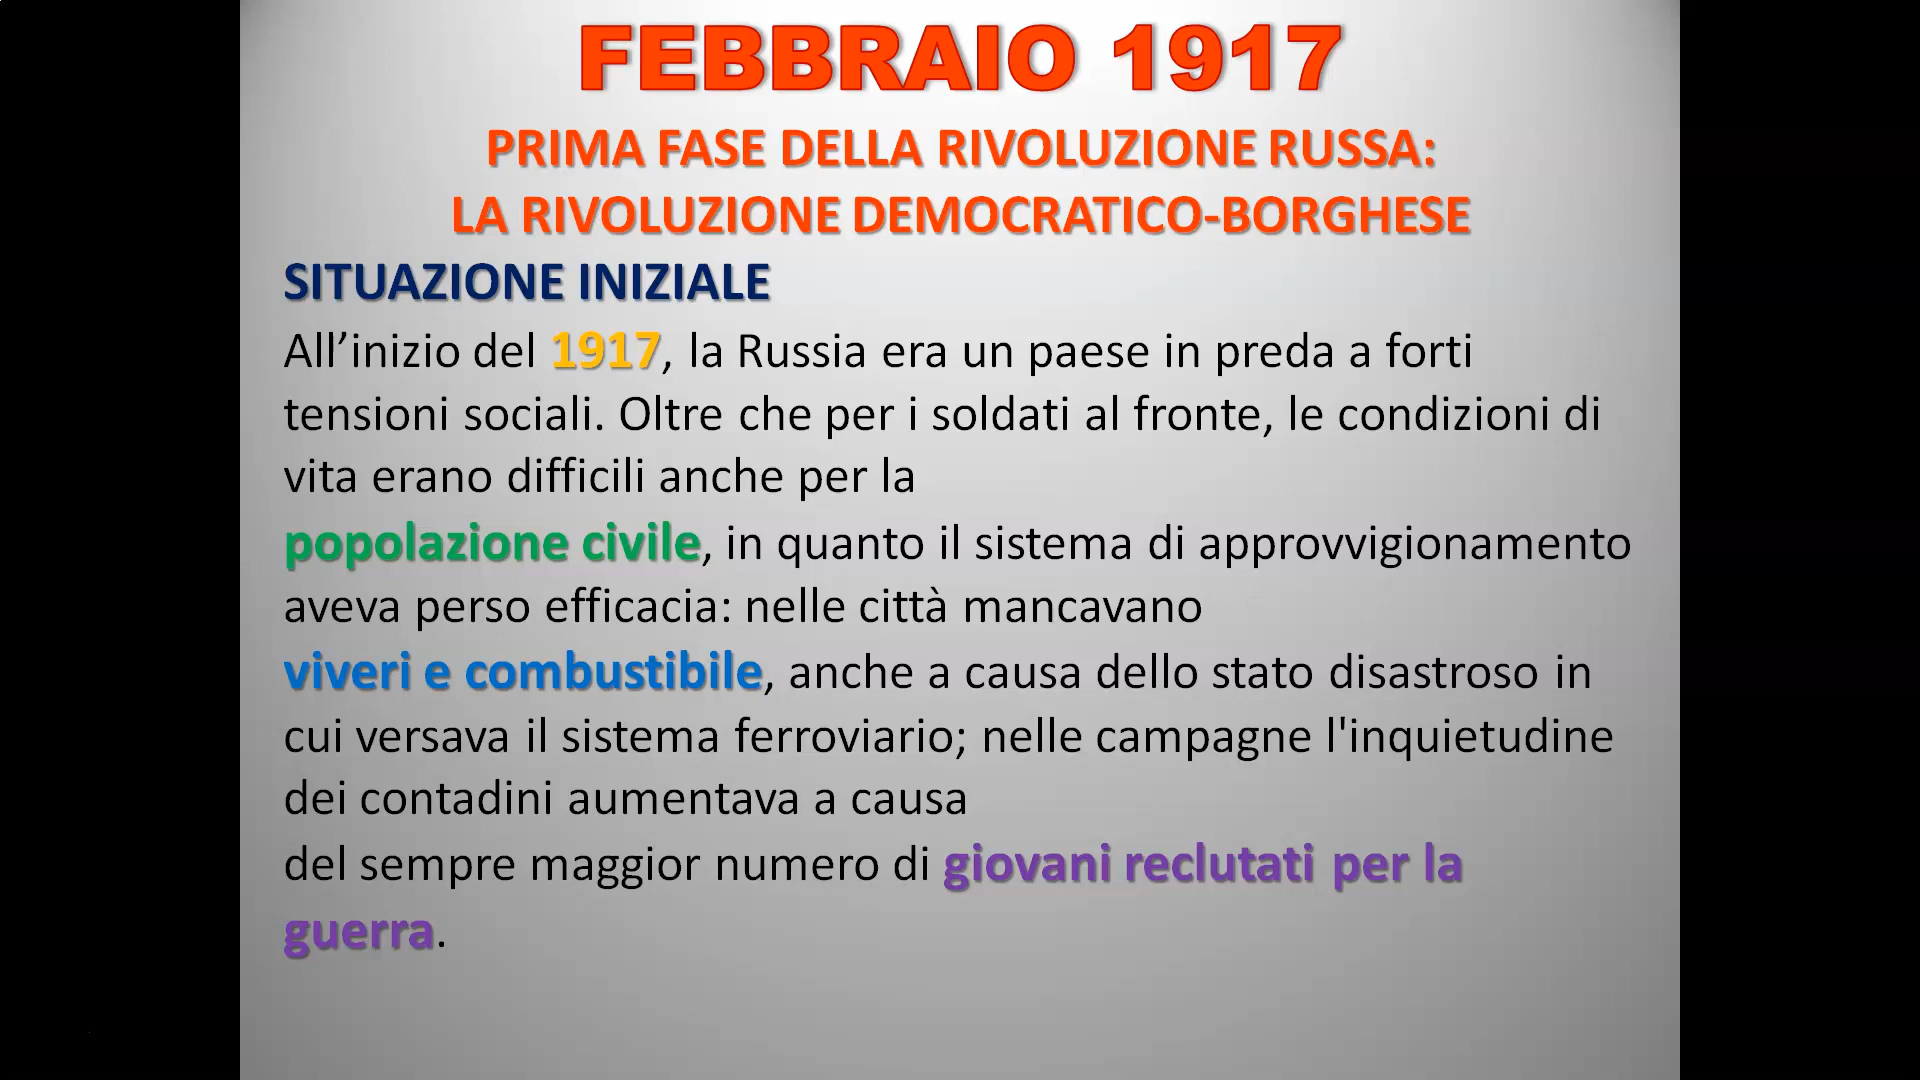 FEBBRAIO 1917
PRIMA FASE DELLA RIVOLUZIONE RUSSA:
LA RIVOLUZIONE DEMOCRATICO-BORGHESE
SITUAZIONE INIZIALE
All’inizio del 1917, la Russia era un paese in preda a forti
tensioni sociali. Oltre che per i soldati al fronte, le condizioni di
vita erano difficili anche per la
popolazione civile, in quanto il sistema di approvvigionamento
aveva perso efficacia: nelle città mancavano
viveri e combustibile, anche a causa dello stato disastroso in
cui versava il sistema ferroviario; nelle campagne l'inquietudine
dei contadini aumentava a causa
del sempre maggior numero di giovani reclutati per la
guerra.